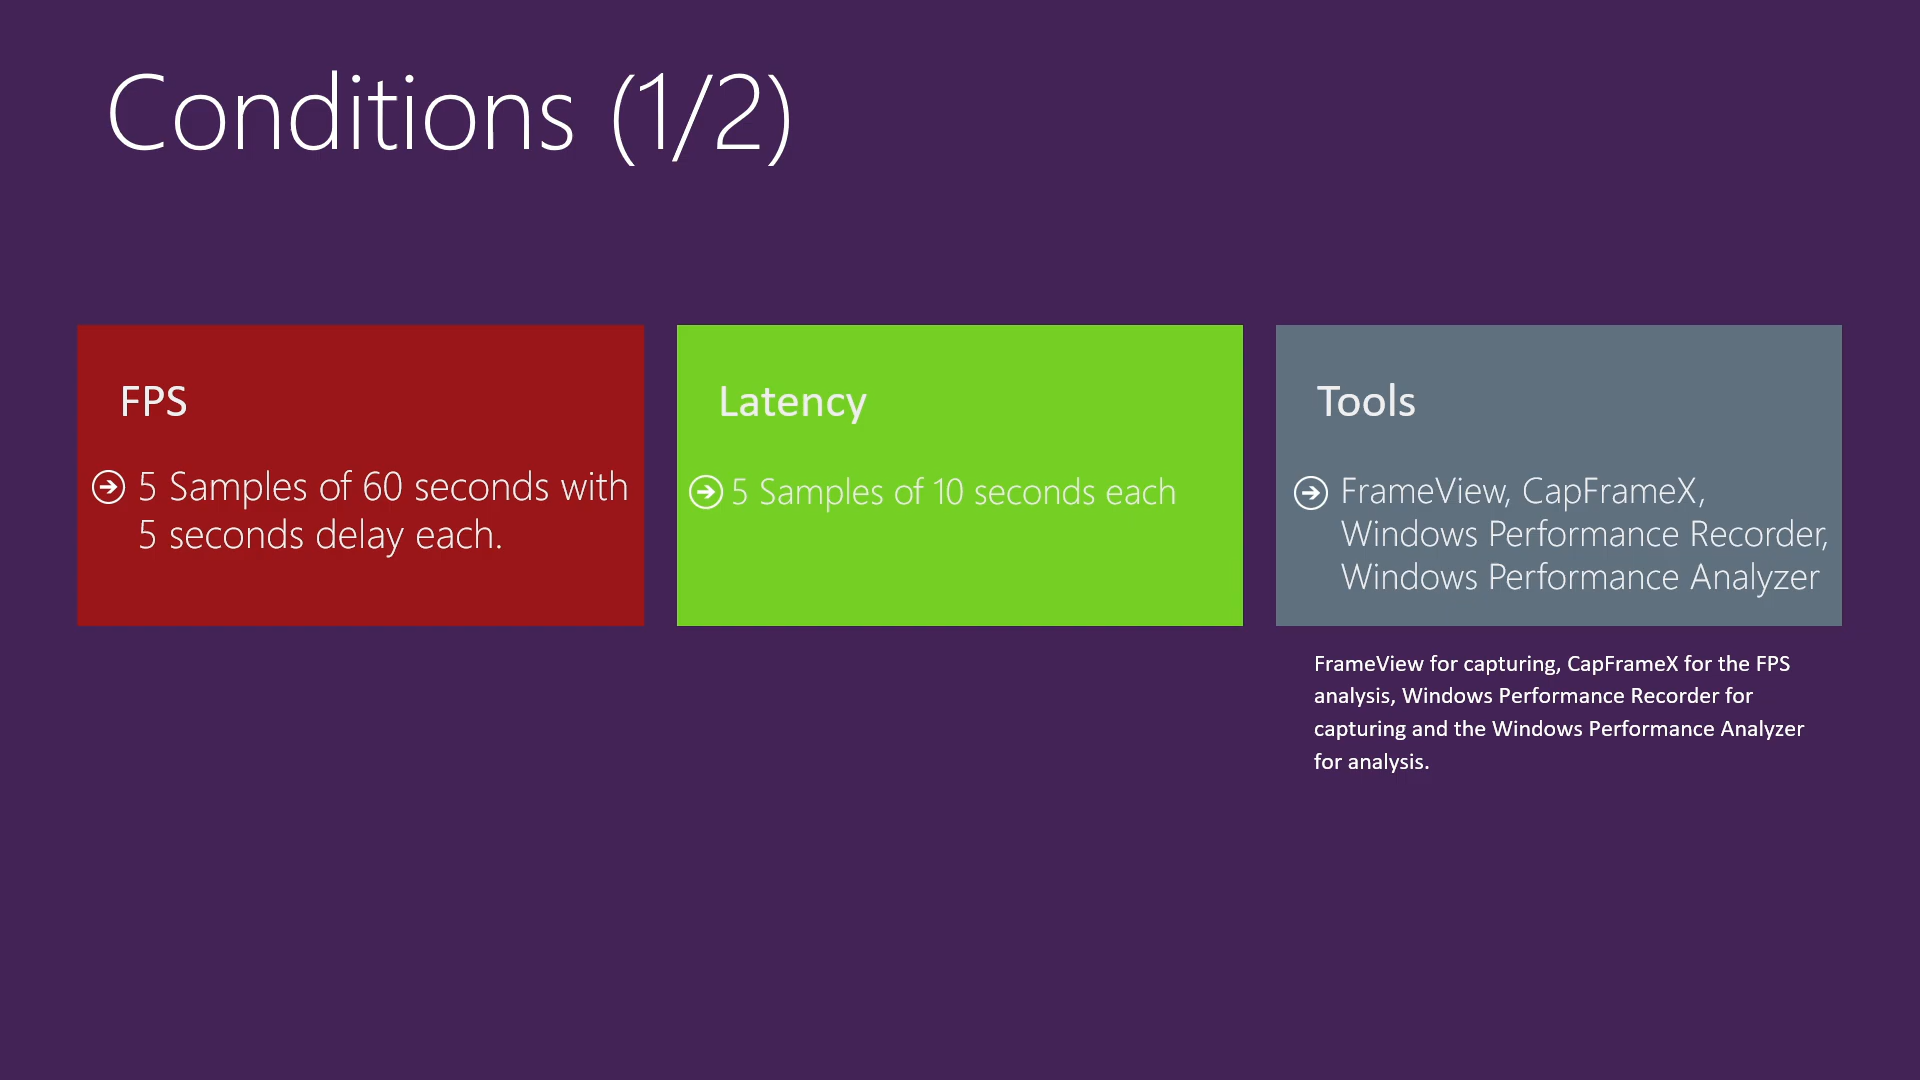 Conditions (1/2)
FPS
5 Samples of 60 seconds with
5 seconds delay each.
Latency
5 Samples of 10 seconds each
Tools
FrameView, CapFrameX,
Windows Performance Recorder,
Windows Performance Analyzer
FrameView for capturing, CapFrameX for the FPS
analysis, Windows Performance Recorder for
capturing and the Windows Performance Analyzer
for analysis.